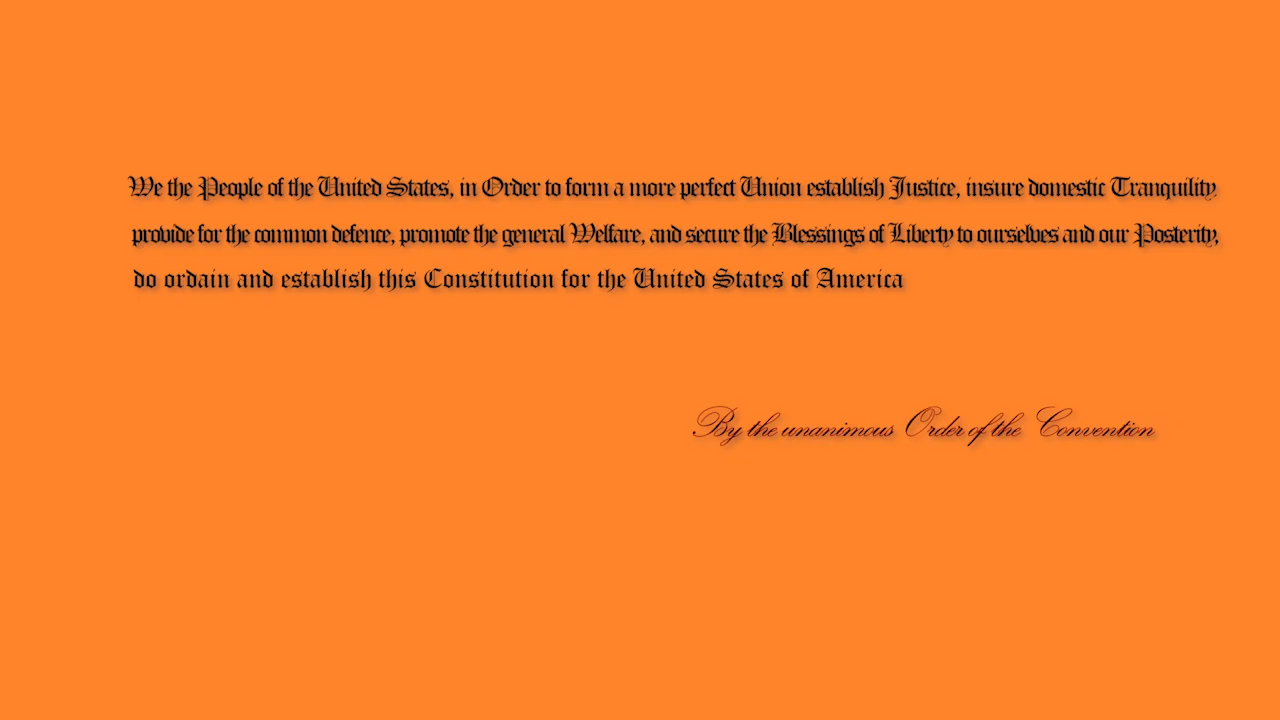 We the People of the United States, in Order to form a more perfect Union establish Justice, insure domestic Tranquility
provide for the common defence, promote the general Welfare, and secure the Blessings of Liberty to ourselves and our Posterity,
do ordain and establish this Constitution for the United States of America
By the unanimous Order of the Convention